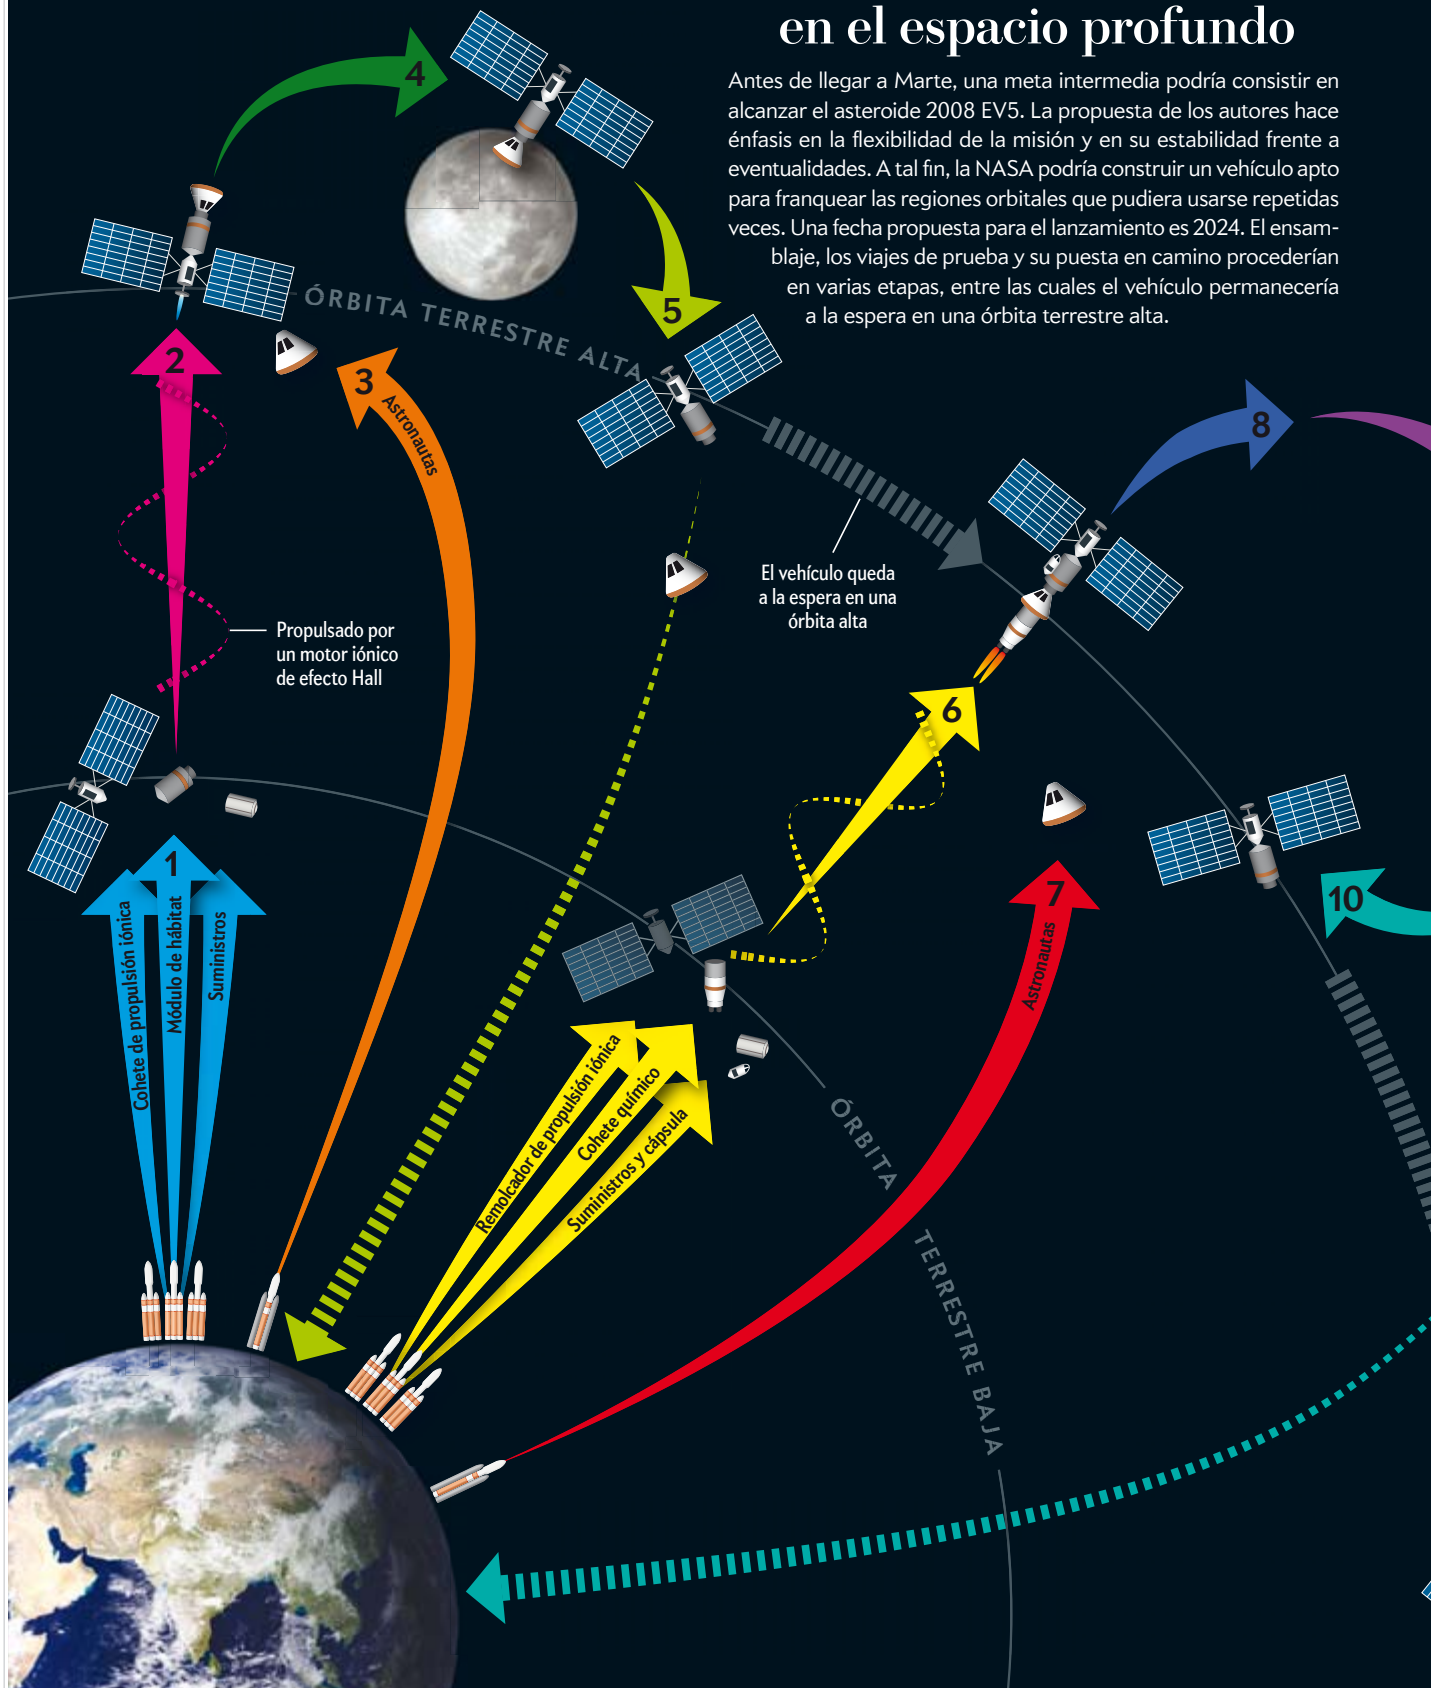 en el espacio profundo
Antes de llegar a Marte, una meta intermedia podría consistir en
alcanzar el asteroide 2008 EV5. La propuesta de los autores hace
énfasis en la flexibilidad de la misión y en su estabilidad frente a
eventualidades. A tal fin, la NASA podría construir un vehículo apto
para franquear las regiones orbitales que pudiera usarse repetidas
veces. Una fecha propuesta para el lanzamiento es 2024. El ensam-
blaje, los viajes de prueba y su puesta en camino procederían
en varias etapas, entre las cuales el vehículo permanecería
a la espera en una órbita terrestre alta.
4
ÓRBITA TERRESTRE ALTA
5
2
3
Astronautas
8
El vehículo queda
a la espera en una
órbita alta
Propulsado por
un motor iónico
de efecto Hall
6
1
Cohete de propulsión iónica
Módulo de hábitat
Suministros
7
Astronautas
10
Remolcador de propulsión iónica
Cohete químico
Suministros y cápsula
ÓRBITA TERRESTRE BAJA